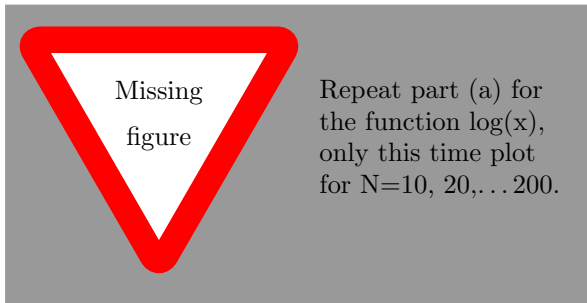 Missing
figure
Repeat part (a) for
the function log(x),
only this time plot
for N=10, 20,...200.